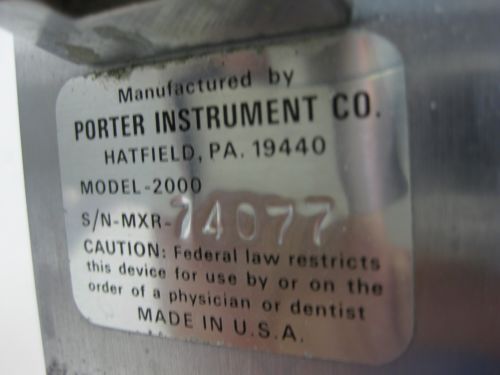 Manufactured by
PORTER INSTRUMENT CO.
HATFIELD, PA. 19440
MODEL-2000
S/N-MXR-74077
CAUTION: Federal law restricts
this device for use by or on the
order of a physician or dentist
MADE IN U.S.A.